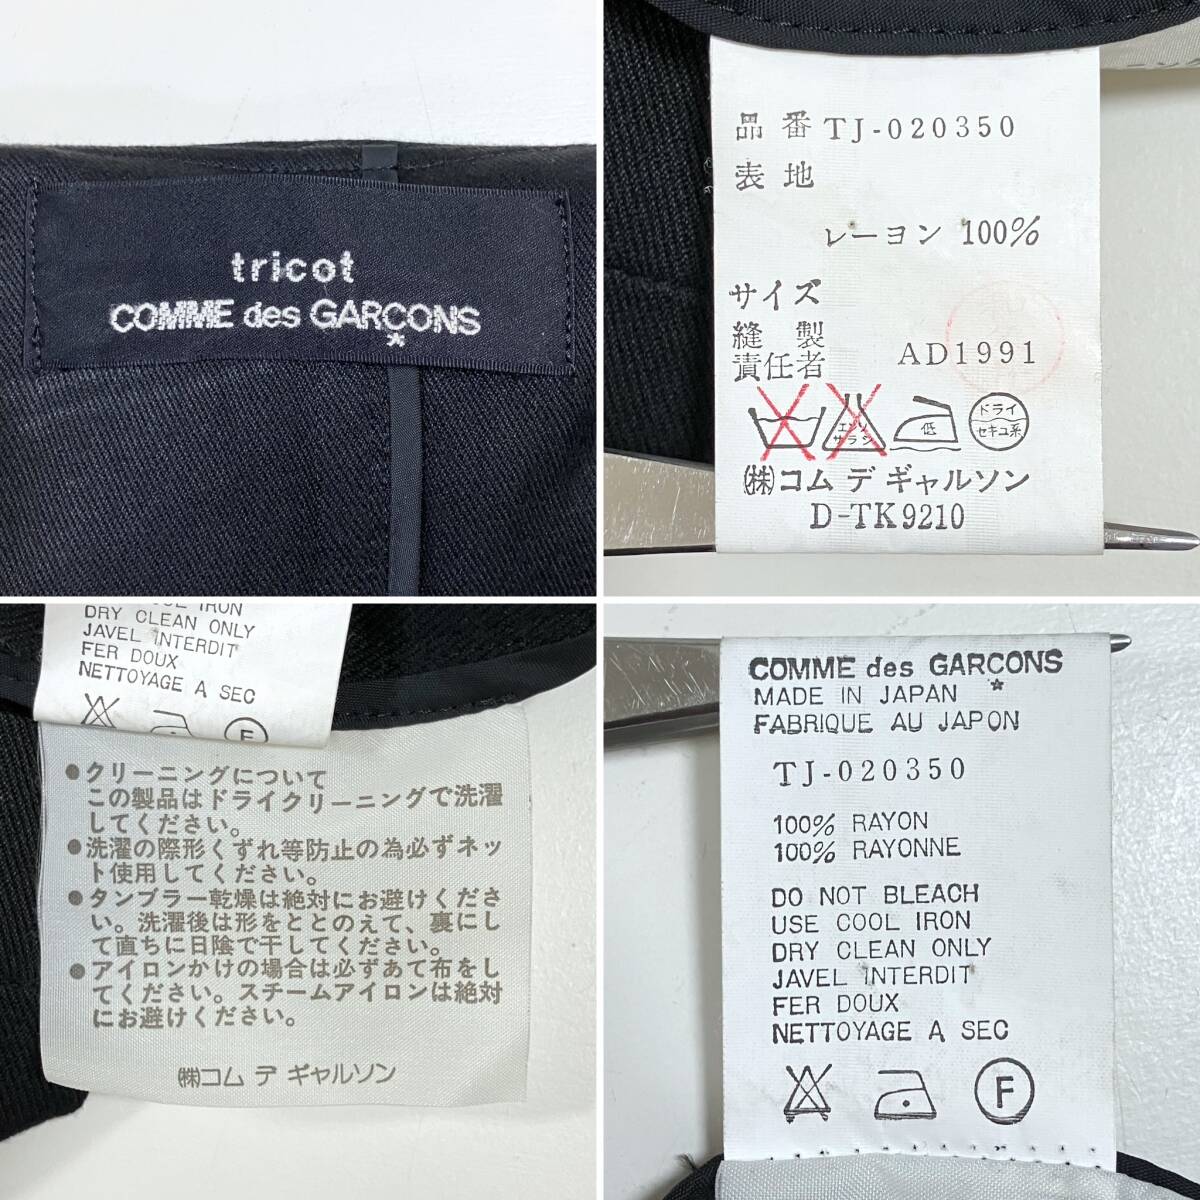 tricot
COMME des GARÇONS
品番 TJ-020350
表地
レーヨン 100%
サイズ
縫製
責任者 AD1991
エンソ
サラシ
低
ドライ
セキユ系
㈱コム デ ギャルソン
D-TK9210
COOL IRON
DRY CLEAN ONLY
JAVEL INTERDIT
FER DOUX
NETTOYAGE A SEC
F
●クリーニングについて
この製品はドライクリーニングで洗濯
してください。
●洗濯の際形くずれ等防止の為必ずネッ
ト使用してください。
●タンブラー乾燥は絶対にお避けくださ
い。洗濯後は形をととのえて、裏にし
て直ちに日陰で干してください。
●アイロンかけの場合は必ずあて布をし
てください。スチームアイロンは絶対
にお避けください。
㈱コム デ ギャルソン
COMME des GARÇONS
MADE IN JAPAN
FABRIQUE AU JAPON
TJ-020350
100% RAYON
100% RAYONNE
DO NOT BLEACH
USE COOL IRON
DRY CLEAN ONLY
JAVEL INTERDIT
FER DOUX
NETTOYAGE A SEC
F